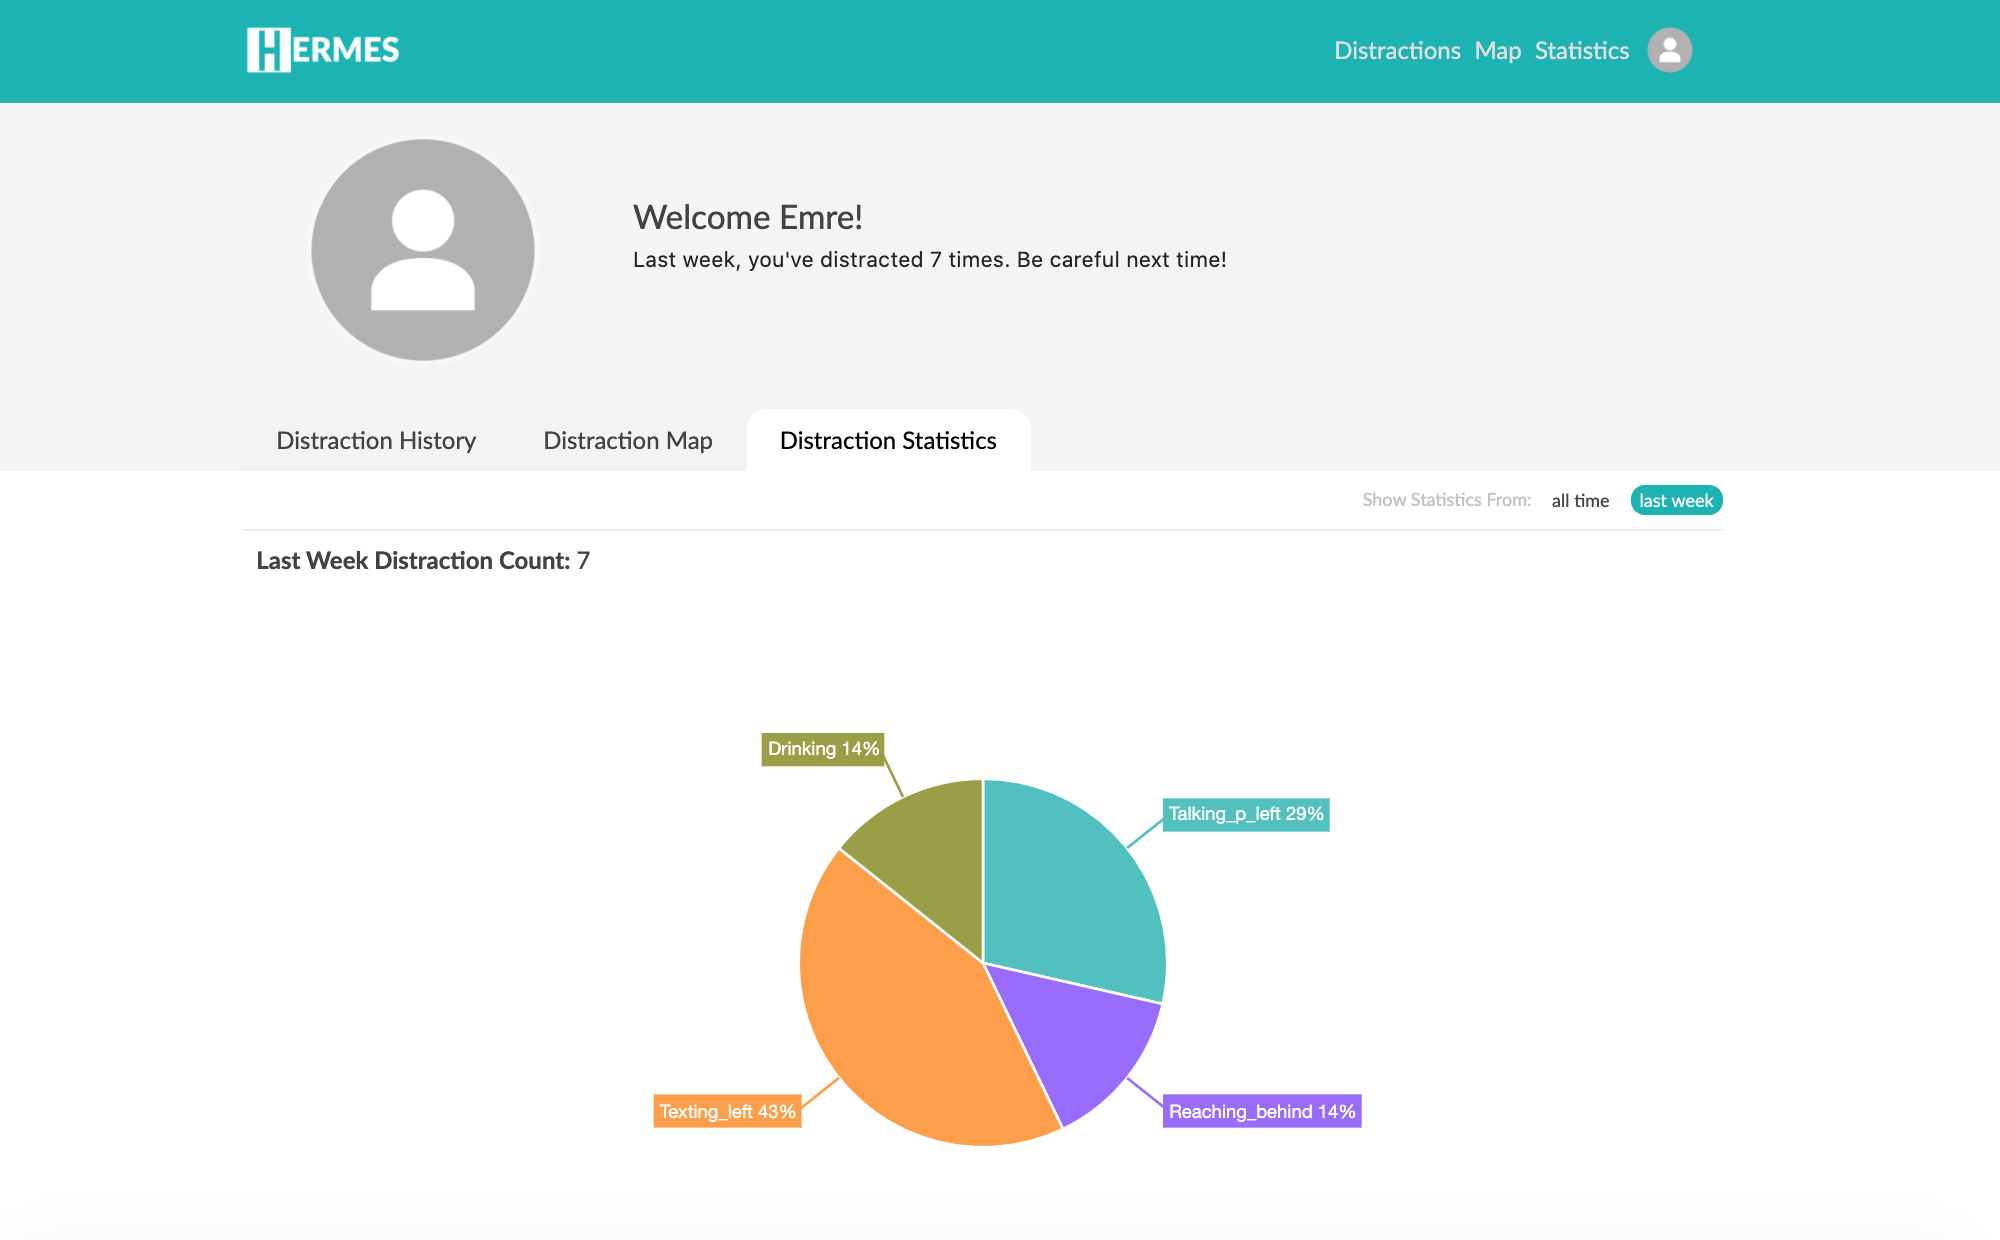 HERMES
Distractions Map Statistics
Welcome Emre!
Last week, you've distracted 7 times. Be careful next time!
Distraction History Distraction Map Distraction Statistics
Show Statistics From: all time last week
Last Week Distraction Count: 7
Drinking 14%
Talking_p_left 29%
Texting_left 43%
Reaching_behind 14%